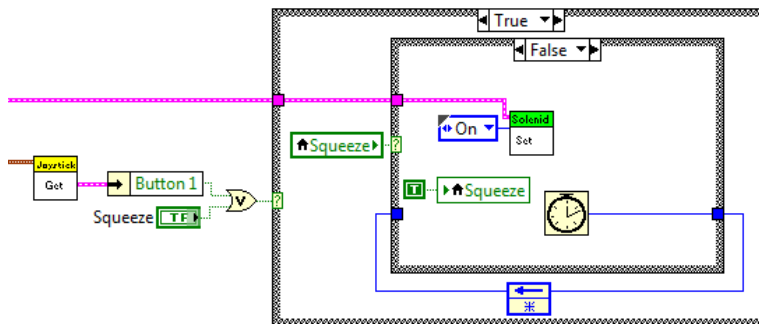 True
False
Solenid
On
Set
Squeeze
?
Joystick
Get
Button 1
T
Squeeze
V
?
Squeeze
TF